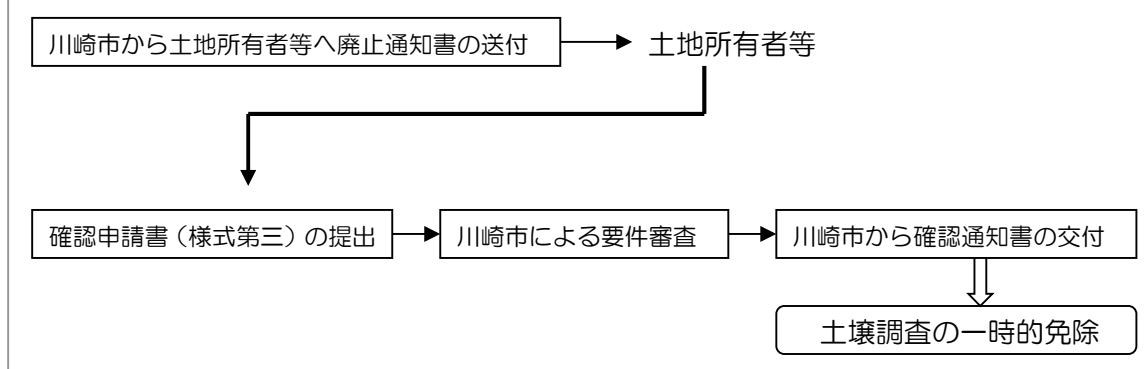 川崎市から土地所有者等へ廃止通知書の送付
土地所有者等
確認申請書（様式第三）の提出
川崎市による要件審査
川崎市から確認通知書の交付
土壌調査の一時的免除